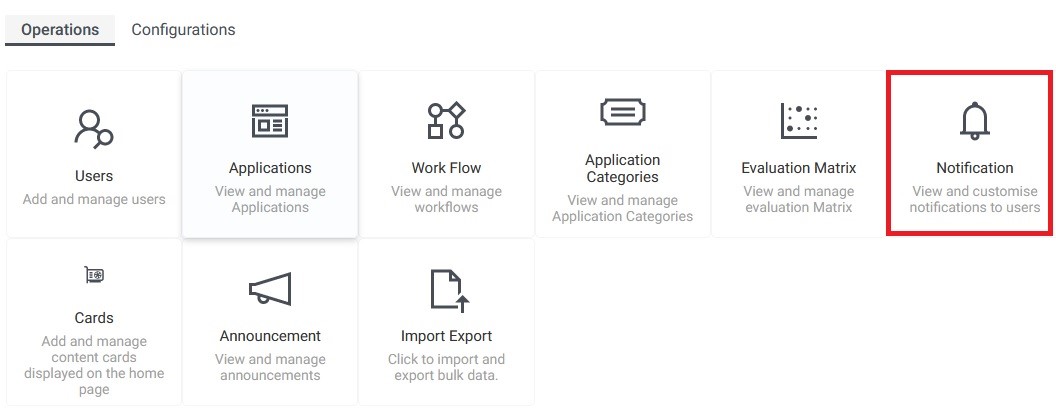 Operations Configurations
Users
Add and manage users
Applications
View and manage
Applications
Work Flow
View and manage
workflows
Application
Categories
View and manage
Application Categories
Evaluation Matrix
View and manage
evaluation Matrix
Notification
View and customise
notifications to users
Cards
Add and manage
content cards
displayed on the home
page
Announcement
View and manage
announcements
Import Export
Click to import and
export bulk data.